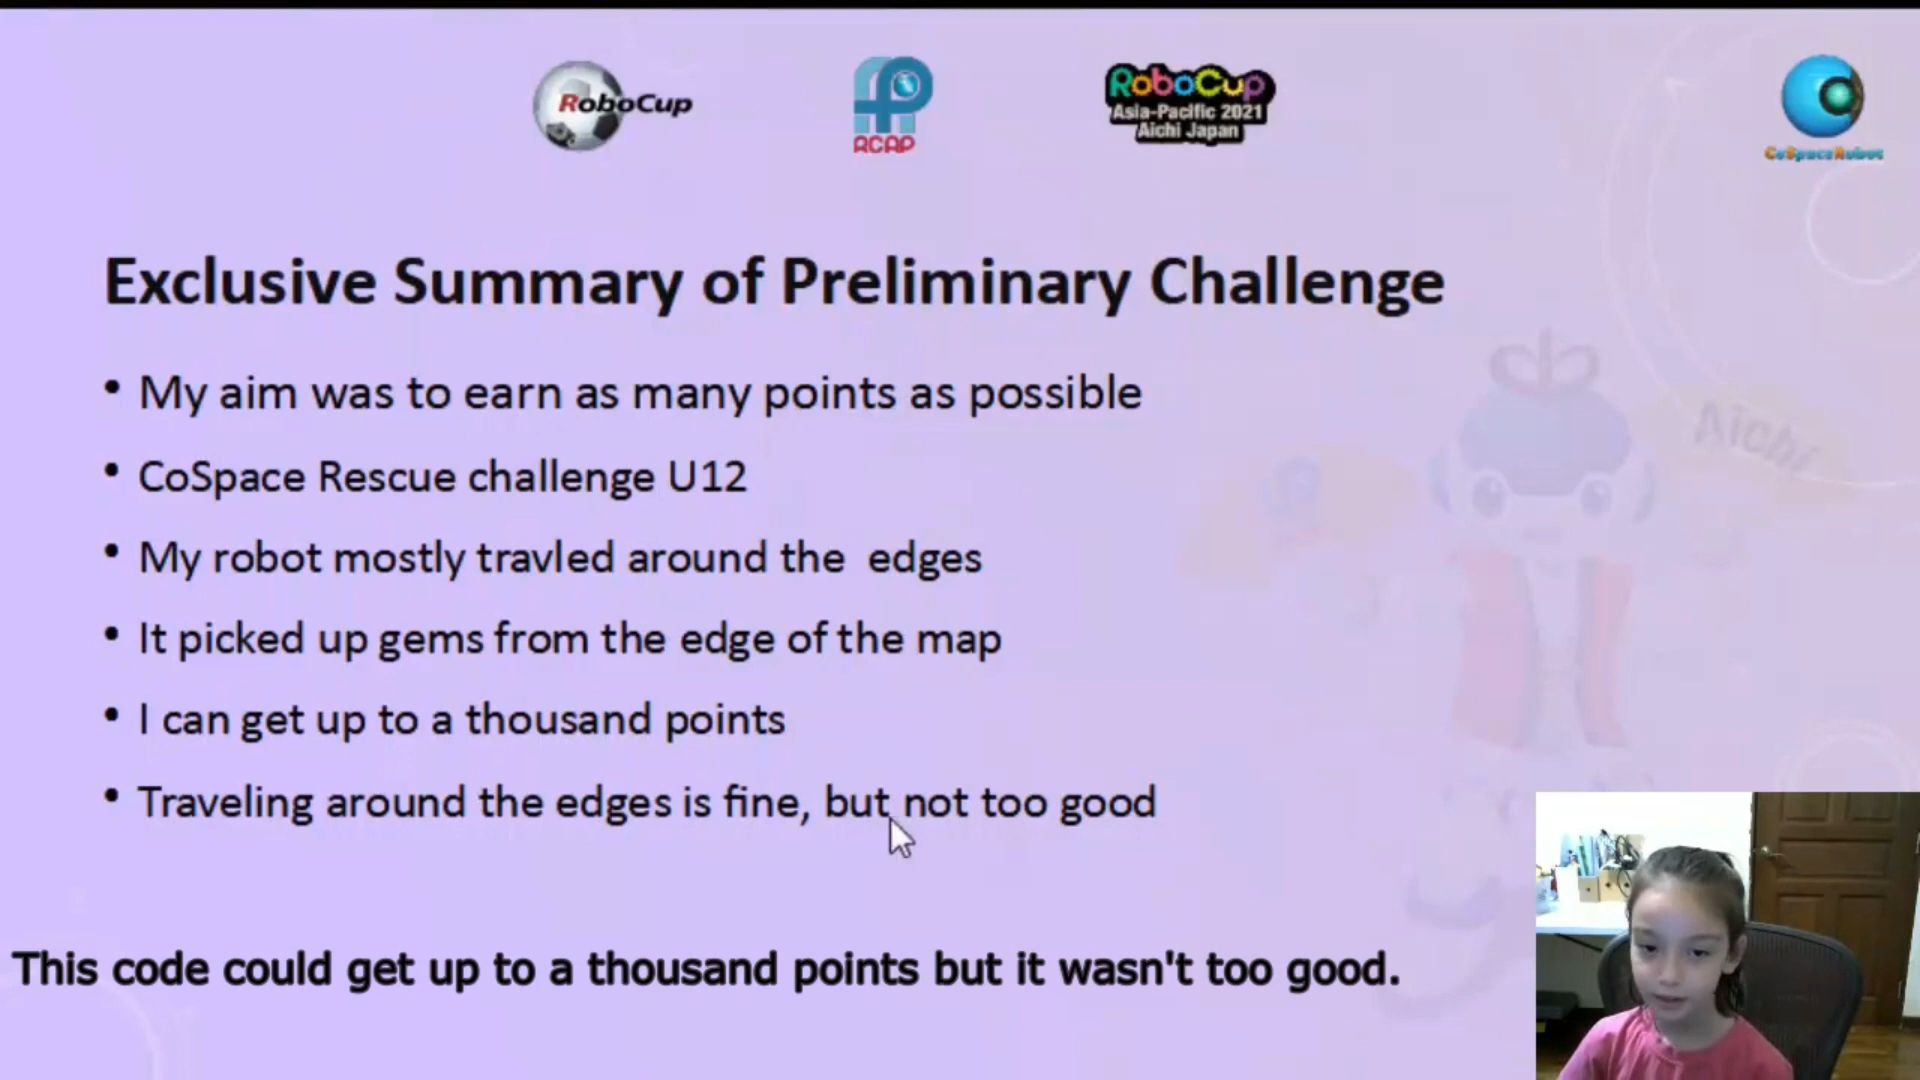 RoboCup
RCAP
RoboCup
Asia-Pacific 2021
Aichi Japan
CoSpaceRobot
Exclusive Summary of Preliminary Challenge
• My aim was to earn as many points as possible
• CoSpace Rescue challenge U12
• My robot mostly travled around the  edges
• It picked up gems from the edge of the map
• I can get up to a thousand points
• Traveling around the edges is fine, but not too good
Aichi
This code could get up to a thousand points but it wasn't too good.